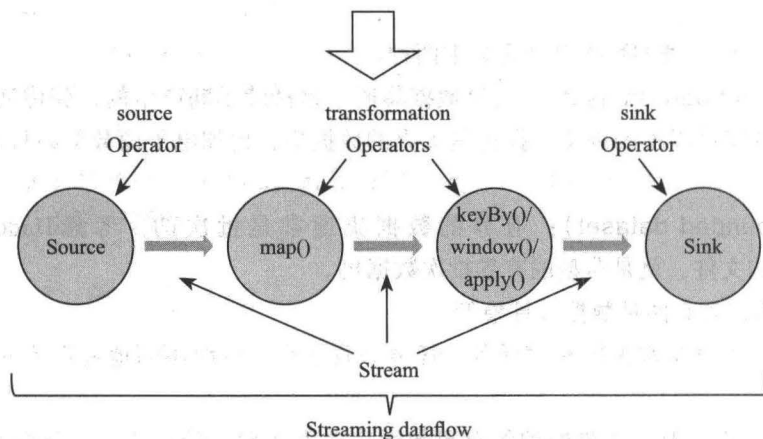 source
Operator
transformation
Operators
sink
Operator
Source
map()
keyBy()/
window()/
apply()
Sink
Stream
Streaming dataflow